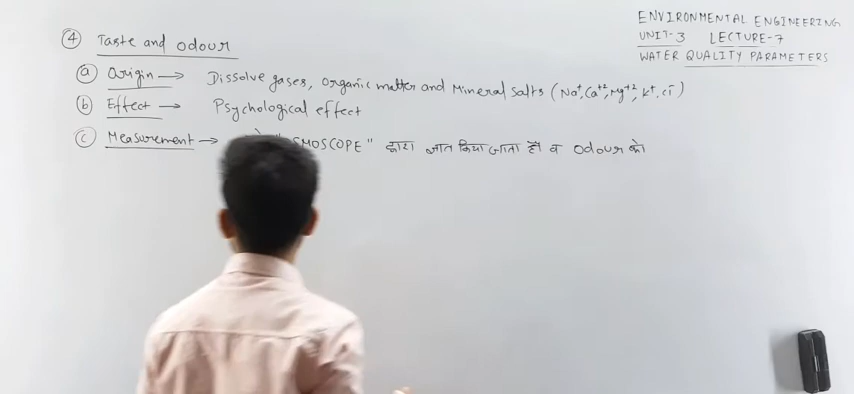 ENVIRONMENTAL ENGINEERING
UNIT-3 LECTURE-7
WATER QUALITY PARAMETERS
④ Taste and odour
ⓐ Origin → Dissolve gases, Organic matter and Mineral Salts (Na⁺, Ca⁺², Mg⁺², K⁺, Cl⁻)
ⓑ Effect → Psychological effect
ⓒ Measurement → SMOSCOPE" द्वारा ज्ञात किया जाता है। व odour को